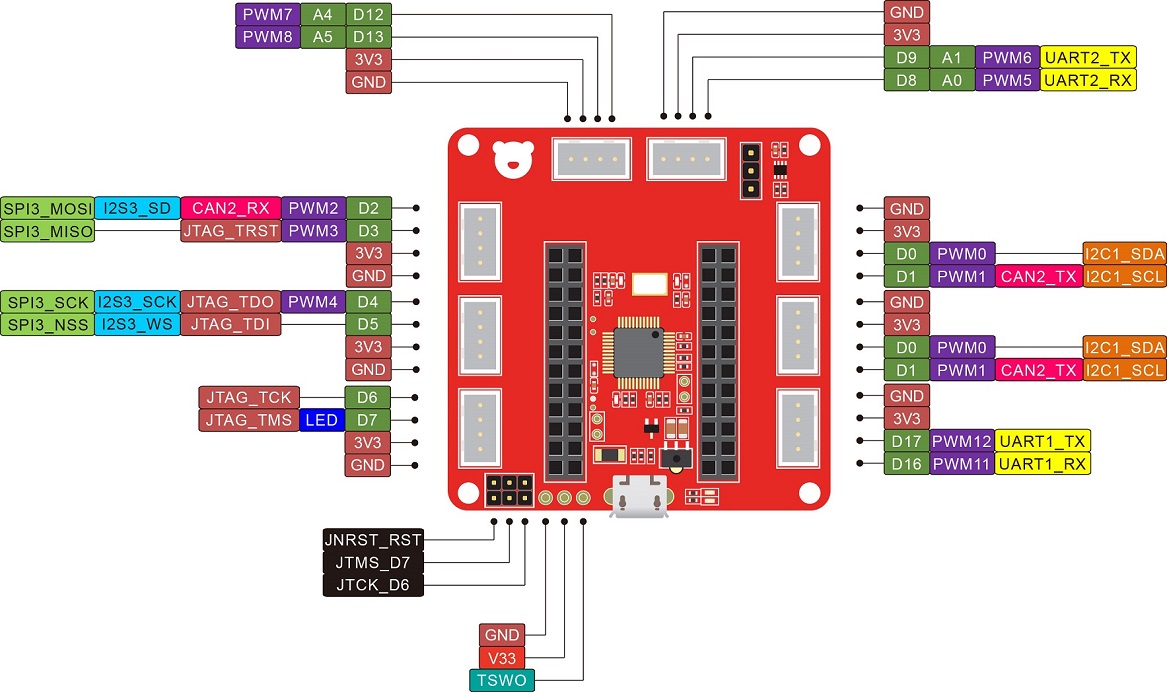 PWM7 A4 D12
PWM8 A5 D13
3V3
GND
GND
3V3
D9 A1 PWM6 UART2_TX
D8 A0 PWM5 UART2_RX
SPI3_MOSI I2S3_SD CAN2_RX PWM2 D2
SPI3_MISO JTAG_TRST PWM3 D3
3V3
GND
SPI3_SCK I2S3_SCK JTAG_TDO PWM4 D4
SPI3_NSS I2S3_WS JTAG_TDI D5
3V3
GND
JTAG_TCK D6
JTAG_TMS LED D7
3V3
GND
GND
3V3
D0 PWM0 I2C1_SDA
D1 PWM1 CAN2_TX I2C1_SCL
GND
3V3
D0 PWM0 I2C1_SDA
D1 PWM1 CAN2_TX I2C1_SCL
GND
3V3
D17 PWM12 UART1_TX
D16 PWM11 UART1_RX
JNRST_RST
JTMS_D7
JTCK_D6
GND
V33
TSWO